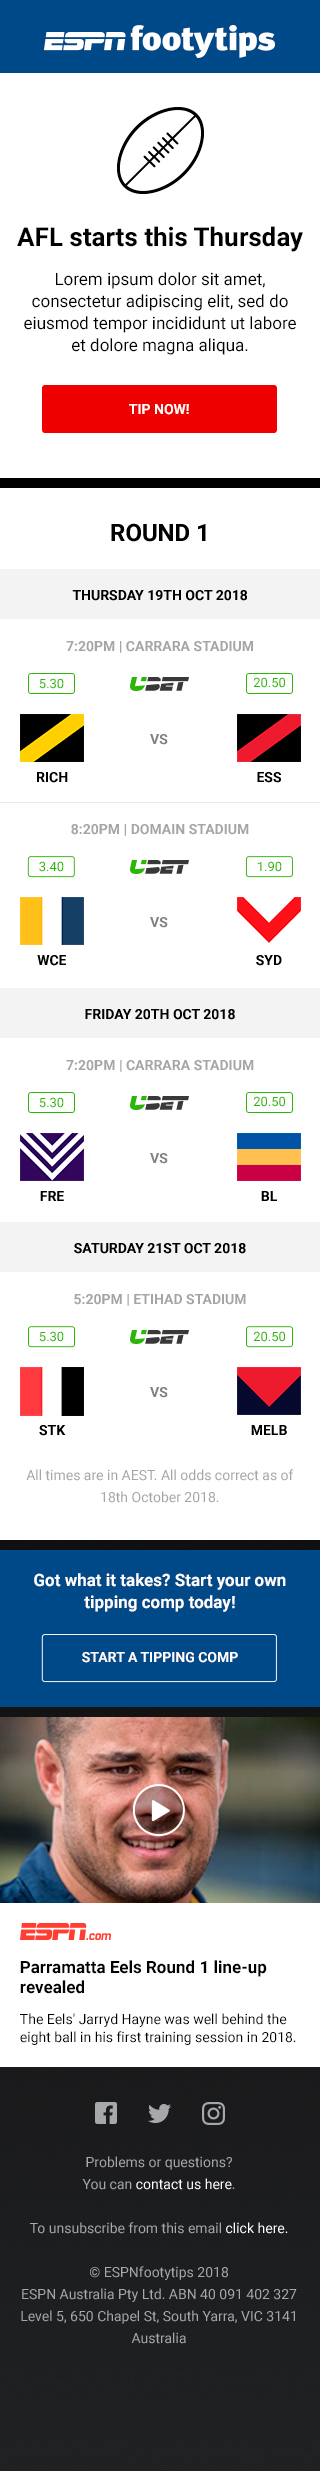 ESPN footytips
AFL starts this Thursday
Lorem ipsum dolor sit amet,
consectetur adipiscing elit, sed do
eiusmod tempor incididunt ut labore
et dolore magna aliqua.
TIP NOW!
ROUND 1
THURSDAY 19TH OCT 2018
7:20PM | CARRARA STADIUM
5.30 UBET 20.50
VS
RICH ESS
8:20PM | DOMAIN STADIUM
3.40 UBET 1.90
VS
WCE SYD
FRIDAY 20TH OCT 2018
7:20PM | CARRARA STADIUM
5.30 UBET 20.50
VS
FRE BL
SATURDAY 21ST OCT 2018
5:20PM | ETIHAD STADIUM
5.30 UBET 20.50
VS
STK MELB
All times are in AEST. All odds correct as of
18th October 2018.
Got what it takes? Start your own
tipping comp today!
START A TIPPING COMP
ESPN.com
Parramatta Eels Round 1 line-up
revealed
The Eels' Jarryd Hayne was well behind the
eight ball in his first training session in 2018.
Problems or questions?
You can contact us here.
To unsubscribe from this email click here.
© ESPNfootytips 2018
ESPN Australia Pty Ltd. ABN 40 091 402 327
Level 5, 650 Chapel St, South Yarra, VIC 3141
Australia